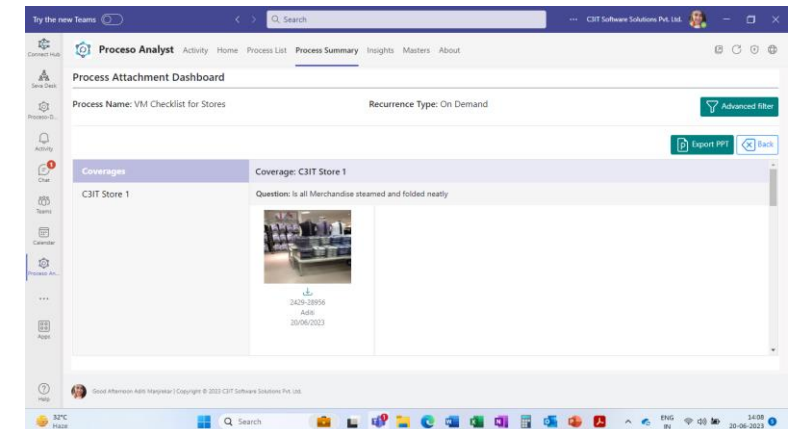 Try the new Teams
Search
C3IT Software Solutions Pvt. Ltd.
Connect Hub
Proceso Analyst
Activity
Home
Process List
Process Summary
Insights
Masters
About
Process Attachment Dashboard
Process Name: VM Checklist for Stores
Recurrence Type: On Demand
Advanced filter
Export PPT
Back
Activity
Chat
Teams
Calendar
Process An...
Apps
Help
Coverages
Coverage: C3IT Store 1
C3IT Store 1
Question: Is all Merchandise steamed and folded neatly
2429-28956
Aditi
20/06/2023
Good Afternoon Aditi Manjrekar | Copyright © 2023 C3IT Software Solutions Pvt. Ltd.
32°C
Haze
Search
ENG
IN
14:08
20-06-2023